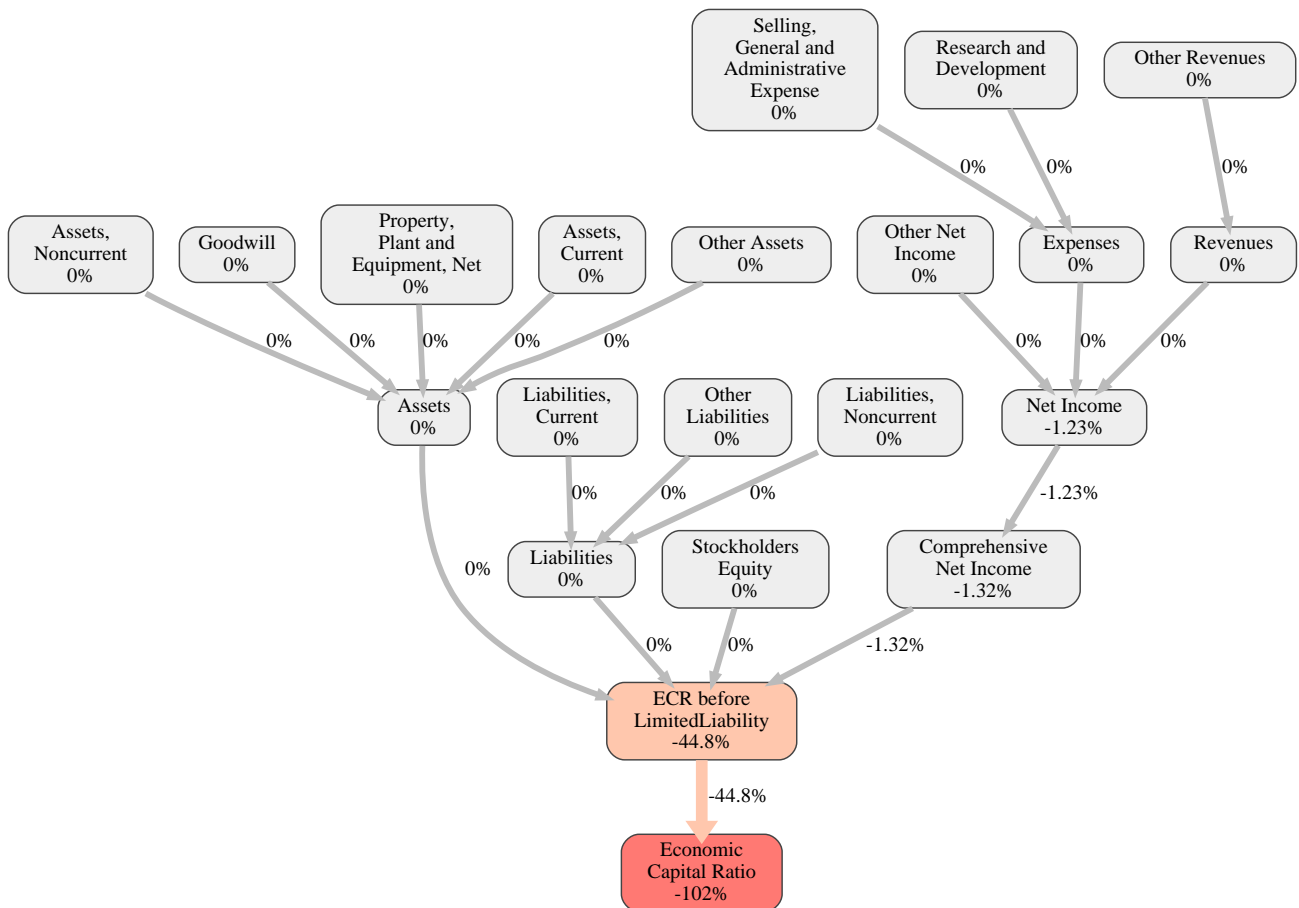 Selling,
General and
Administrative
Expense
0%
Research and
Development
0%
Other Revenues
0%
0%
0%
0%
Assets,
Noncurrent
0%
Goodwill
0%
Property,
Plant and
Equipment, Net
0%
Assets,
Current
0%
Other Assets
0%
Other Net
Income
0%
Expenses
0%
Revenues
0%
0%
0%
0%
0%
0%
0%
0%
0%
Assets
0%
Liabilities,
Current
0%
Other
Liabilities
0%
Liabilities,
Noncurrent
0%
Net Income
-1.23%
0%
0%
0%
-1.23%
Liabilities
0%
Stockholders
Equity
0%
Comprehensive
Net Income
-1.32%
0%
0%
0%
-1.32%
ECR before
LimitedLiability
-44.8%
-44.8%
Economic
Capital Ratio
-102%